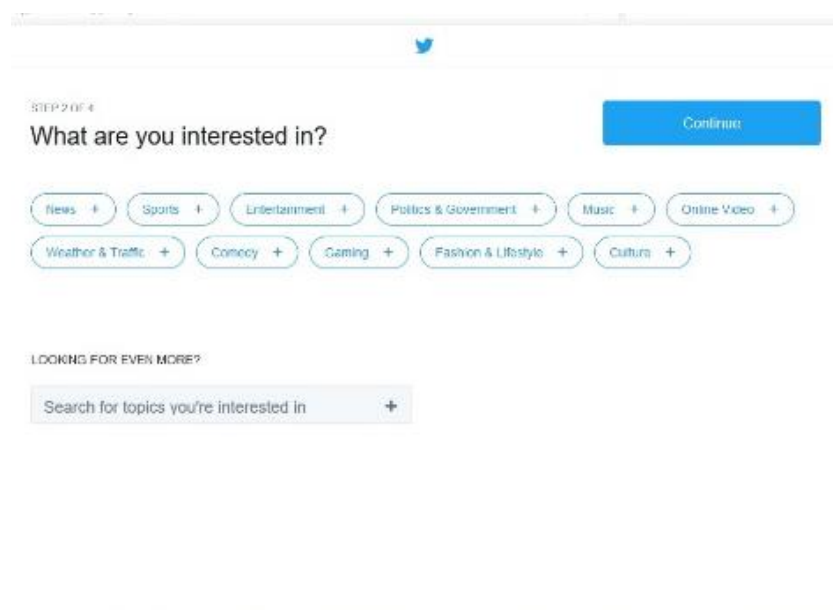 STEP 2 OF 4
What are you interested in?
Continue
News + Sports + Entertainment + Politics & Government + Music + Online Video +
Weather & Traffic + Comedy + Gaming + Fashion & Lifestyle + Culture +
LOOKING FOR EVEN MORE?
Search for topics you're interested in +